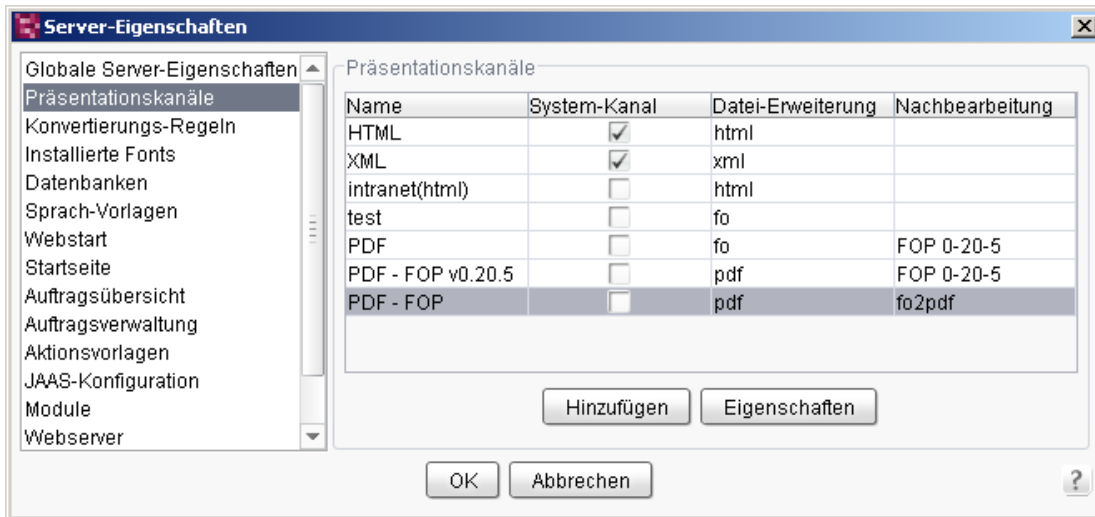 Server-Eigenschaften
Globale Server-Eigenschaften
Präsentationskanäle
Konvertierungs-Regeln
Installierte Fonts
Datenbanken
Sprach-Vorlagen
Webstart
Startseite
Auftragsübersicht
Auftragsverwaltung
Aktionsvorlagen
JAAS-Konfiguration
Module
Webserver
Präsentationskanäle
Name System-Kanal Datei-Erweiterung Nachbearbeitung
HTML html
XML xml
intranet(html) html
test fo
PDF fo FOP 0-20-5
PDF - FOP v0.20.5 pdf FOP 0-20-5
PDF - FOP pdf fo2pdf
Hinzufügen Eigenschaften
OK Abbrechen ?